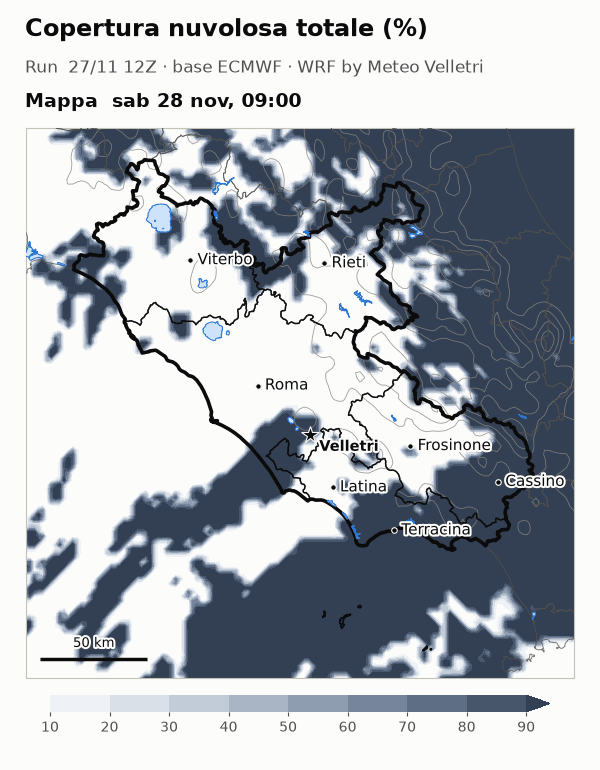 Copertura nuvolosa totale (%)
Run 27/11 12Z · base ECMWF · WRF by Meteo Velletri
Mappa sab 28 nov, 09:00
Viterbo
Rieti
Roma
Velletri
Frosinone
Cassino
Latina
Terracina
50 km
10 20 30 40 50 60 70 80 90